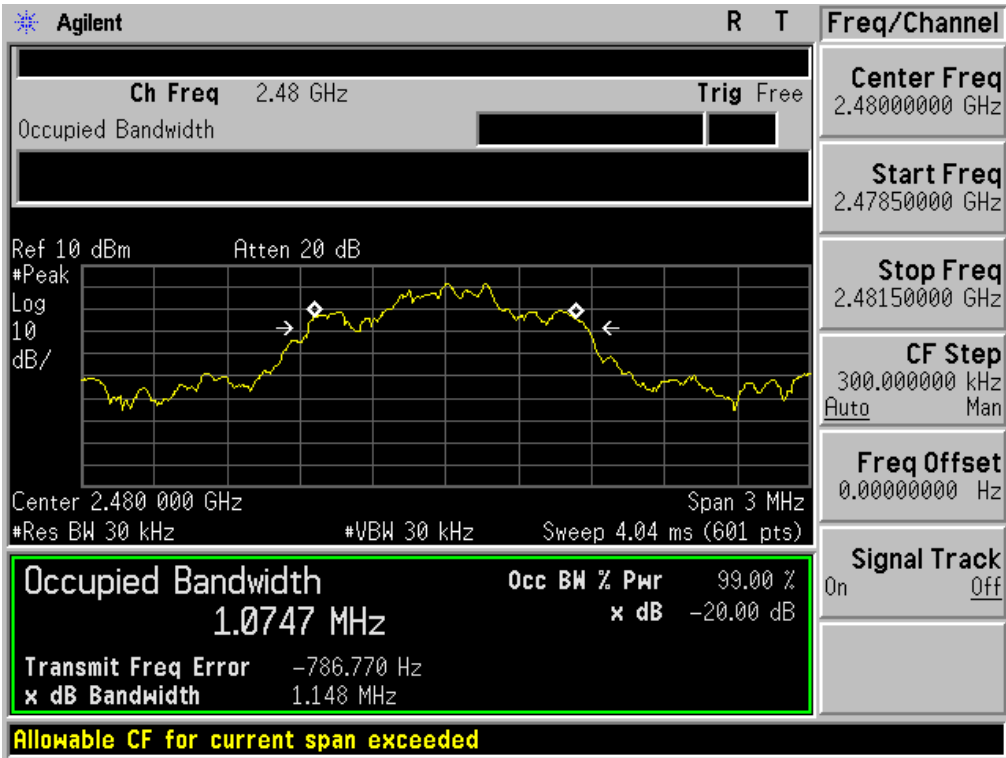 Agilent R T
Ch Freq 2.48 GHz Trig Free
Occupied Bandwidth
Ref 10 dBm Atten 20 dB
#Peak
Log
10
dB/
Center 2.480 000 GHz Span 3 MHz
#Res BW 30 kHz #VBW 30 kHz Sweep 4.04 ms (601 pts)
Occupied Bandwidth Occ BW % Pwr 99.00 %
1.0747 MHz x dB -20.00 dB
Transmit Freq Error -786.770 Hz
x dB Bandwidth 1.148 MHz
Allowable CF for current span exceeded
Freq/Channel
Center Freq
2.48000000 GHz
Start Freq
2.47850000 GHz
Stop Freq
2.48150000 GHz
CF Step
300.000000 kHz
Auto Man
Freq Offset
0.00000000 Hz
Signal Track
On Off